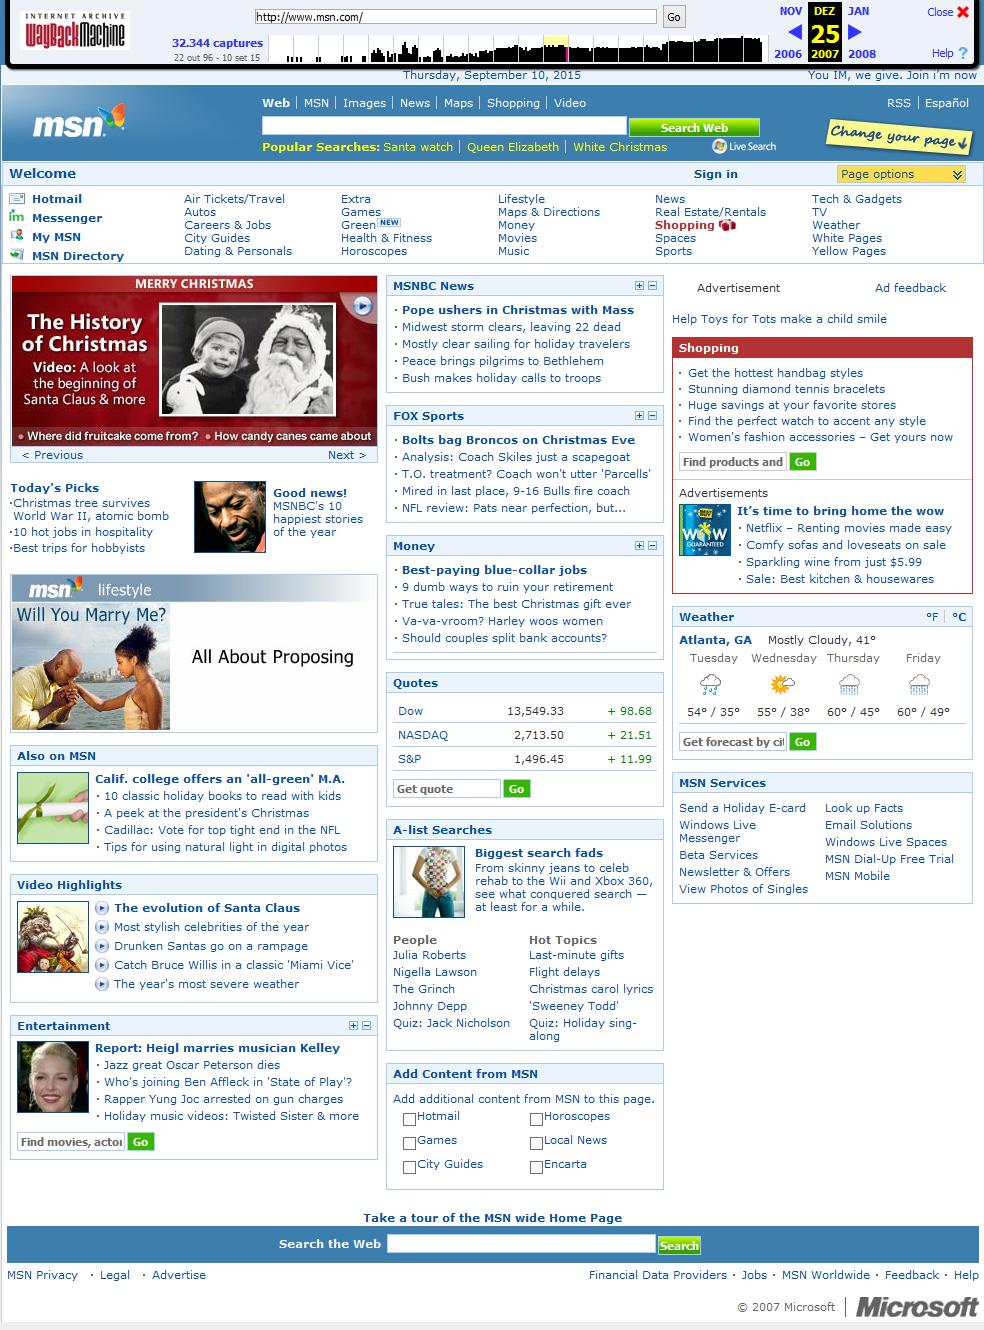 INTERNET ARCHIVE
WayBackMachine
http://www.msn.com/
Go
32.344 captures
22 out 96 - 10 set 15
NOV DEZ JAN
25
2006 2007 2008
Close
Help ?
Thursday, September 10, 2015
You IM, we give. Join i'm now
msn
Web | MSN | Images | News | Maps | Shopping | Video
RSS | Español
Search Web
Change your page
Popular Searches: Santa watch | Queen Elizabeth | White Christmas
Live Search
Welcome
Sign in
Page options
Hotmail
im Messenger
My MSN
MSN Directory
Air Tickets/Travel
Autos
Careers & Jobs
City Guides
Dating & Personals
Extra
Games
Green NEW
Health & Fitness
Horoscopes
Lifestyle
Maps & Directions
Money
Movies
Music
News
Real Estate/Rentals
Shopping
Spaces
Sports
Tech & Gadgets
TV
Weather
White Pages
Yellow Pages
MERRY CHRISTMAS
The History
of Christmas
Video: A look at
the beginning of
Santa Claus & more
• Where did fruitcake come from? • How candy canes came about
< Previous
Next >
Today's Picks
·Christmas tree survives
World War II, atomic bomb
·10 hot jobs in hospitality
·Best trips for hobbyists
Good news!
MSNBC's 10
happiest stories
of the year
msn lifestyle
Will You Marry Me?
All About Proposing
Also on MSN
Calif. college offers an 'all-green' M.A.
· 10 classic holiday books to read with kids
· A peek at the president's Christmas
· Cadillac: Vote for top tight end in the NFL
· Tips for using natural light in digital photos
Video Highlights
The evolution of Santa Claus
Most stylish celebrities of the year
Drunken Santas go on a rampage
Catch Bruce Willis in a classic 'Miami Vice'
The year's most severe weather
Entertainment
Report: Heigl marries musician Kelley
· Jazz great Oscar Peterson dies
· Who's joining Ben Affleck in 'State of Play'?
· Rapper Yung Joc arrested on gun charges
· Holiday music videos: Twisted Sister & more
Find movies, actor
Go
MSNBC News
· Pope ushers in Christmas with Mass
· Midwest storm clears, leaving 22 dead
· Mostly clear sailing for holiday travelers
· Peace brings pilgrims to Bethlehem
· Bush makes holiday calls to troops
FOX Sports
· Bolts bag Broncos on Christmas Eve
· Analysis: Coach Skiles just a scapegoat
· T.O. treatment? Coach won't utter 'Parcells'
· Mired in last place, 9-16 Bulls fire coach
· NFL review: Pats near perfection, but...
Money
· Best-paying blue-collar jobs
· 9 dumb ways to ruin your retirement
· True tales: The best Christmas gift ever
· Va-va-vroom? Harley woos women
· Should couples split bank accounts?
Quotes
Dow 13,549.33 + 98.68
NASDAQ 2,713.50 + 21.51
S&P 1,496.45 + 11.99
Get quote
Go
A-list Searches
Biggest search fads
From skinny jeans to celeb
rehab to the Wii and Xbox 360,
see what conquered search —
at least for a while.
People
Julia Roberts
Nigella Lawson
The Grinch
Johnny Depp
Quiz: Jack Nicholson
Hot Topics
Last-minute gifts
Flight delays
Christmas carol lyrics
'Sweeney Todd'
Quiz: Holiday sing-
along
Add Content from MSN
Add additional content from MSN to this page.
Hotmail
Horoscopes
Games
Local News
City Guides
Encarta
Advertisement
Ad feedback
Help Toys for Tots make a child smile
Shopping
· Get the hottest handbag styles
· Stunning diamond tennis bracelets
· Huge savings at your favorite stores
· Find the perfect watch to accent any style
· Women's fashion accessories – Get yours now
Find products and
Go
Advertisements
WOW
GUARANTEED
It's time to bring home the wow
· Netflix – Renting movies made easy
· Comfy sofas and loveseats on sale
· Sparkling wine from just $5.99
· Sale: Best kitchen & housewares
Weather
°F | °C
Atlanta, GA Mostly Cloudy, 41°
Tuesday Wednesday Thursday Friday
54° / 35° 55° / 38° 60° / 45° 60° / 49°
Get forecast by cit
Go
MSN Services
Send a Holiday E-card
Windows Live
Messenger
Beta Services
Newsletter & Offers
View Photos of Singles
Look up Facts
Email Solutions
Windows Live Spaces
MSN Dial-Up Free Trial
MSN Mobile
Take a tour of the MSN wide Home Page
Search the Web
Search
MSN Privacy · Legal · Advertise
Financial Data Providers · Jobs · MSN Worldwide · Feedback · Help
© 2007 Microsoft | Microsoft